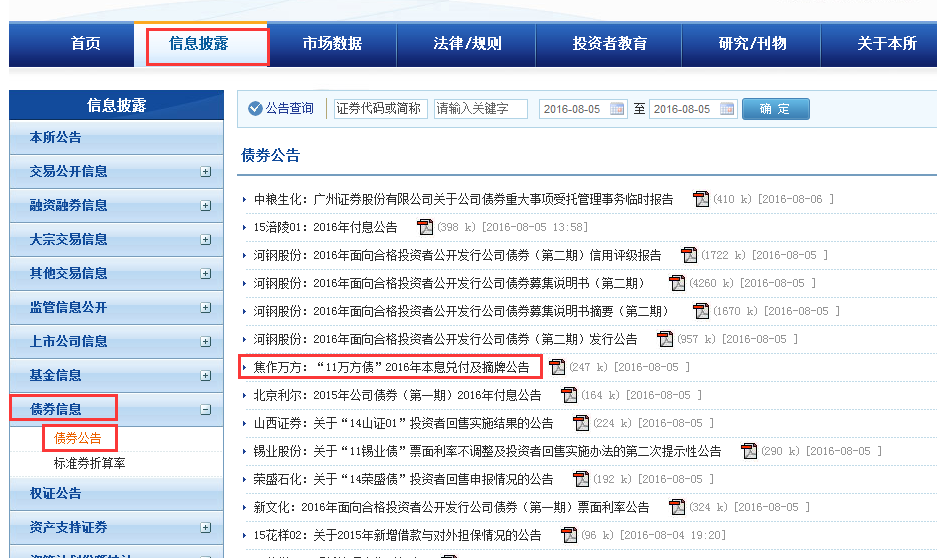 首页 信息披露 市场数据 法律/规则 投资者教育 研究/刊物 关于本所
信息披露
本所公告
交易公开信息
融资融券信息
大宗交易信息
其他交易信息
监管信息公开
上市公司信息
基金信息
债券信息
债券公告
标准券折算率
权证公告
资产支持证券
公告查询 证券代码或简称 请输入关键字 2016-08-05 至 2016-08-05 确 定
债券公告
中粮生化：广州证券股份有限公司关于公司债券重大事项受托管理事务临时报告 (410 k) [2016-08-06 ]
15涪陵01：2016年付息公告 (398 k) [2016-08-05 13:58]
河钢股份：2016年面向合格投资者公开发行公司债券（第二期）信用评级报告 (1722 k) [2016-08-05 ]
河钢股份：2016年面向合格投资者公开发行公司债券募集说明书（第二期） (4260 k) [2016-08-05 ]
河钢股份：2016年面向合格投资者公开发行公司债券募集说明书摘要（第二期） (1670 k) [2016-08-05 ]
河钢股份：2016年面向合格投资者公开发行公司债券（第二期）发行公告 (957 k) [2016-08-05 ]
焦作万方：“11万方债”2016年本息兑付及摘牌公告 (247 k) [2016-08-05 ]
北京利尔：2015年公司债券（第一期）2016年付息公告 (164 k) [2016-08-05 ]
山西证券：关于“14山证01”投资者回售实施结果的公告 (224 k) [2016-08-05 ]
锡业股份：关于“11锡业债”票面利率不调整及投资者回售实施办法的第二次提示性公告 (290 k) [2016-08-05 ]
荣盛石化：关于“14荣盛债”投资者回售申报情况的公告 (192 k) [2016-08-05 ]
新文化：2016年面向合格投资者公开发行公司债券（第一期）票面利率公告 (324 k) [2016-08-05 ]
15花样02：关于2015年新增借款与对外担保情况的公告 (96 k) [2016-08-04 19:20]